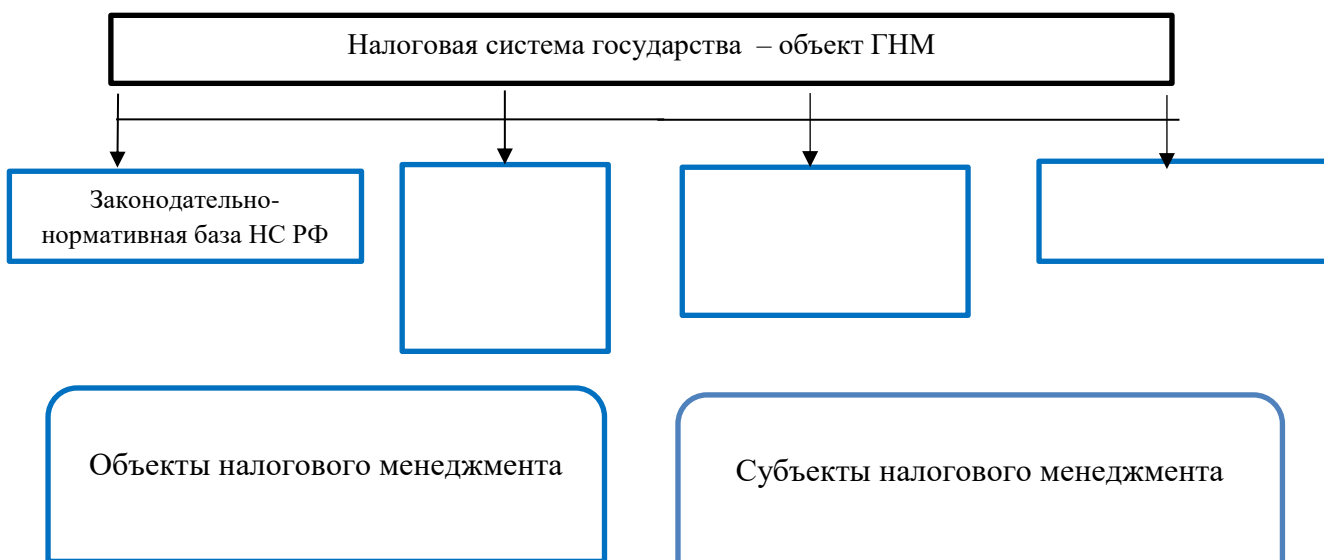 Налоговая система государства – объект ГНМ
Законодательно-
нормативная база НС РФ
Объекты налогового менеджмента
Субъекты налогового менеджмента